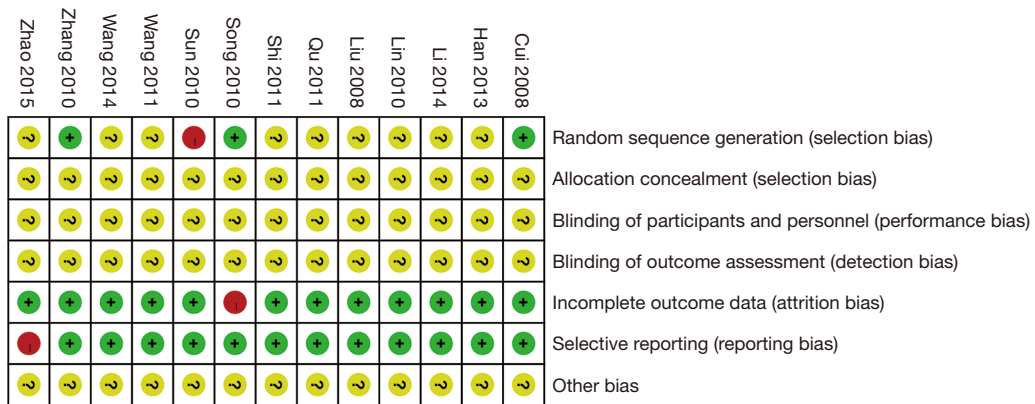 Zhao 2015
Zhang 2010
Wang 2014
Wang 2011
Sun 2010
Song 2010
Shi 2011
Qu 2011
Liu 2008
Lin 2010
Li 2014
Han 2013
Cui 2008
? + ? ? – + ? ? ? ? ? ? + Random sequence generation (selection bias)
? ? ? ? ? ? ? ? ? ? ? ? ? Allocation concealment (selection bias)
? ? ? ? ? ? ? ? ? ? ? ? ? Blinding of participants and personnel (performance bias)
? ? ? ? ? ? ? ? ? ? ? ? ? Blinding of outcome assessment (detection bias)
+ + + + + – + + + + + + + Incomplete outcome data (attrition bias)
– + + + + + + + + + + + + Selective reporting (reporting bias)
? ? ? ? ? ? ? ? ? ? ? ? ? Other bias